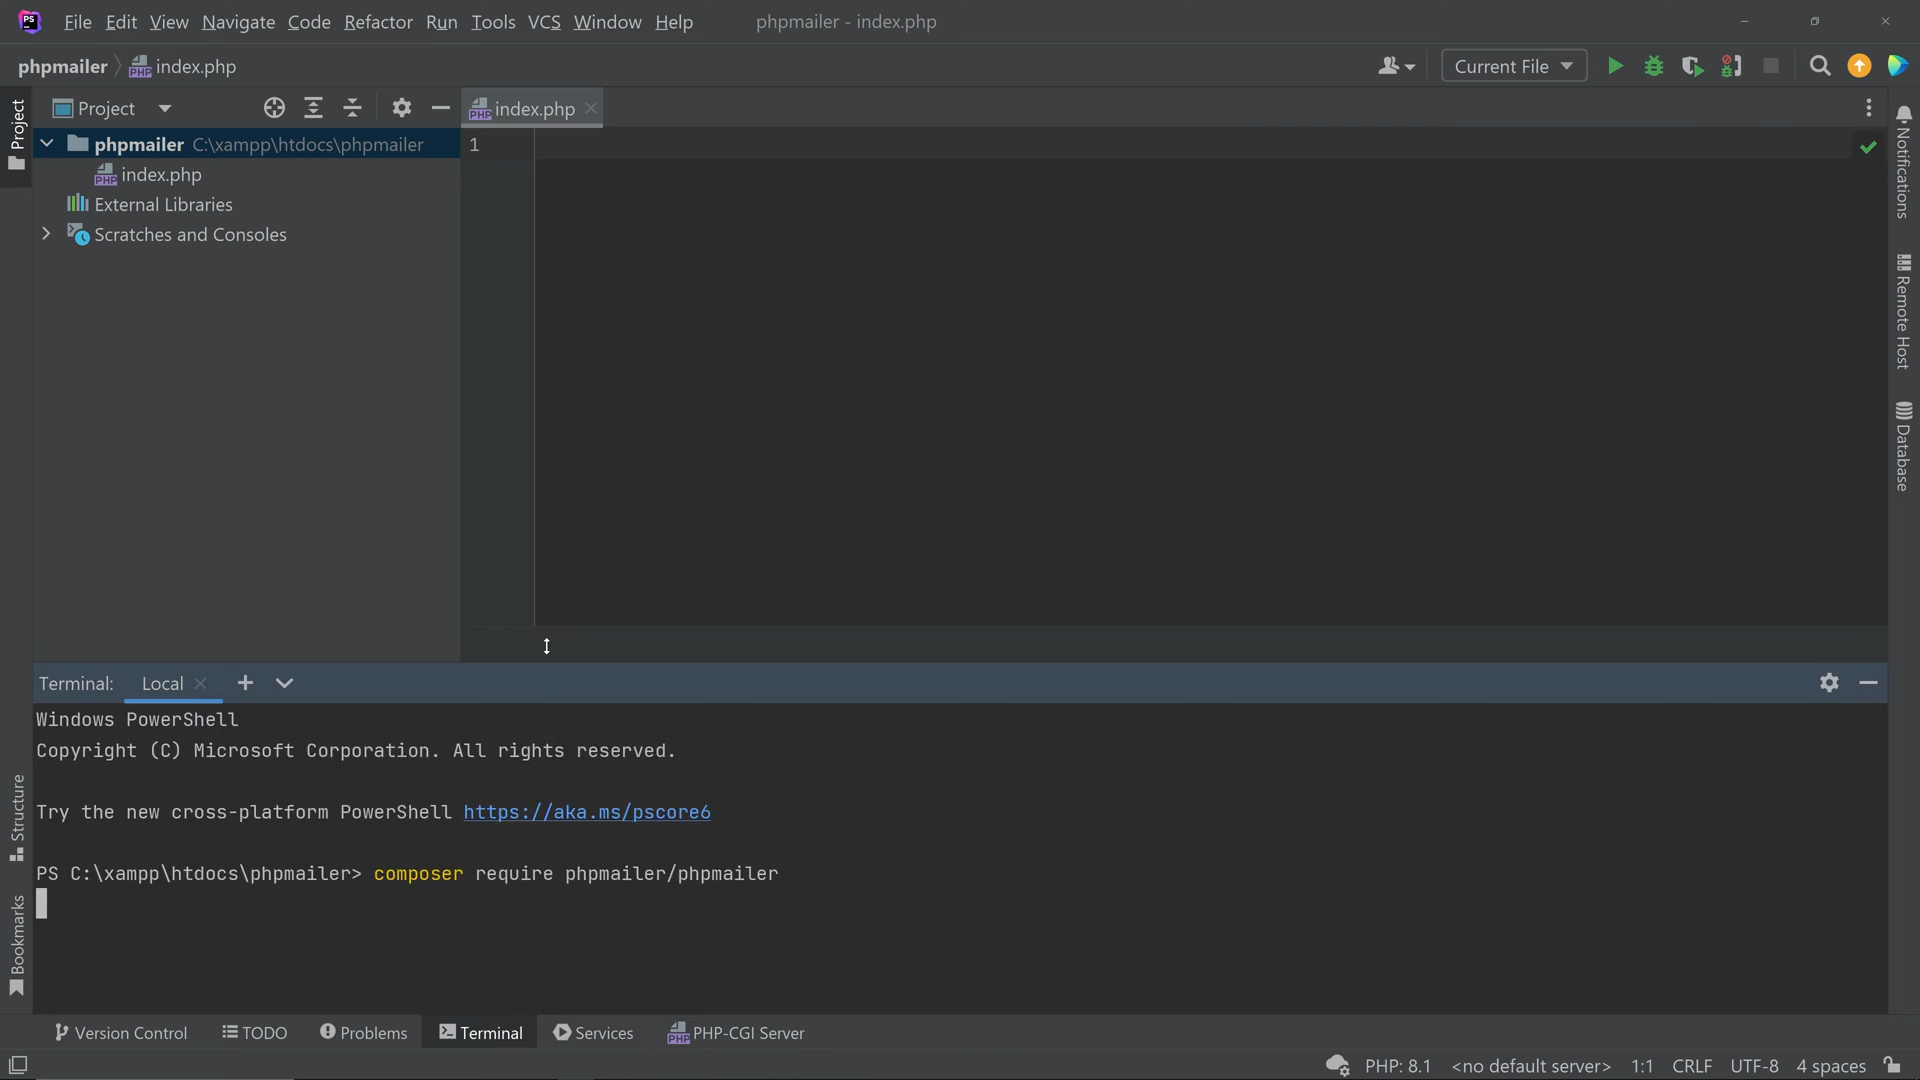 PS File Edit View Navigate Code Refactor Run Tools VCS Window Help phpmailer - index.php
phpmailer index.php Current File
Project
Project
index.php
phpmailer C:\xampp\htdocs\phpmailer
1
index.php
External Libraries
Scratches and Consoles
Notifications
Remote Host
Database
Terminal: Local
Windows PowerShell
Copyright (C) Microsoft Corporation. All rights reserved.
Try the new cross-platform PowerShell https://aka.ms/pscore6
PS C:\xampp\htdocs\phpmailer> composer require phpmailer/phpmailer
Structure
Bookmarks
Version Control TODO Problems Terminal Services PHP-CGI Server
PHP: 8.1 <no default server> 1:1 CRLF UTF-8 4 spaces